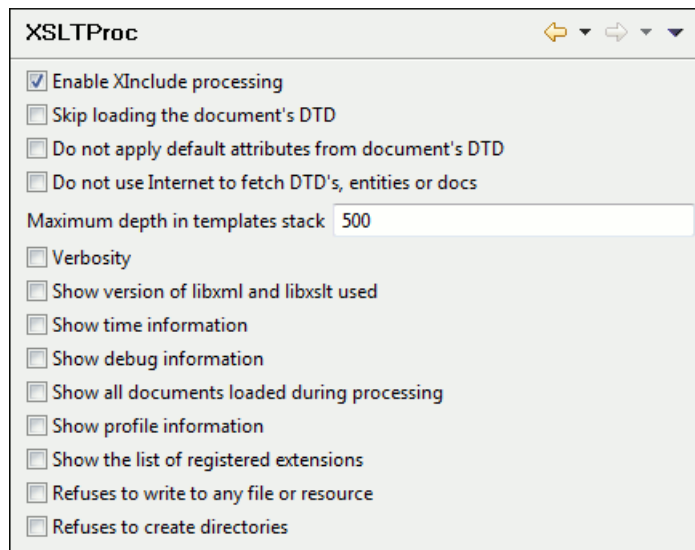 XSLTProc
Enable XInclude processing
Skip loading the document's DTD
Do not apply default attributes from document's DTD
Do not use Internet to fetch DTD's, entities or docs
Maximum depth in templates stack 500
Verbosity
Show version of libxml and libxslt used
Show time information
Show debug information
Show all documents loaded during processing
Show profile information
Show the list of registered extensions
Refuses to write to any file or resource
Refuses to create directories